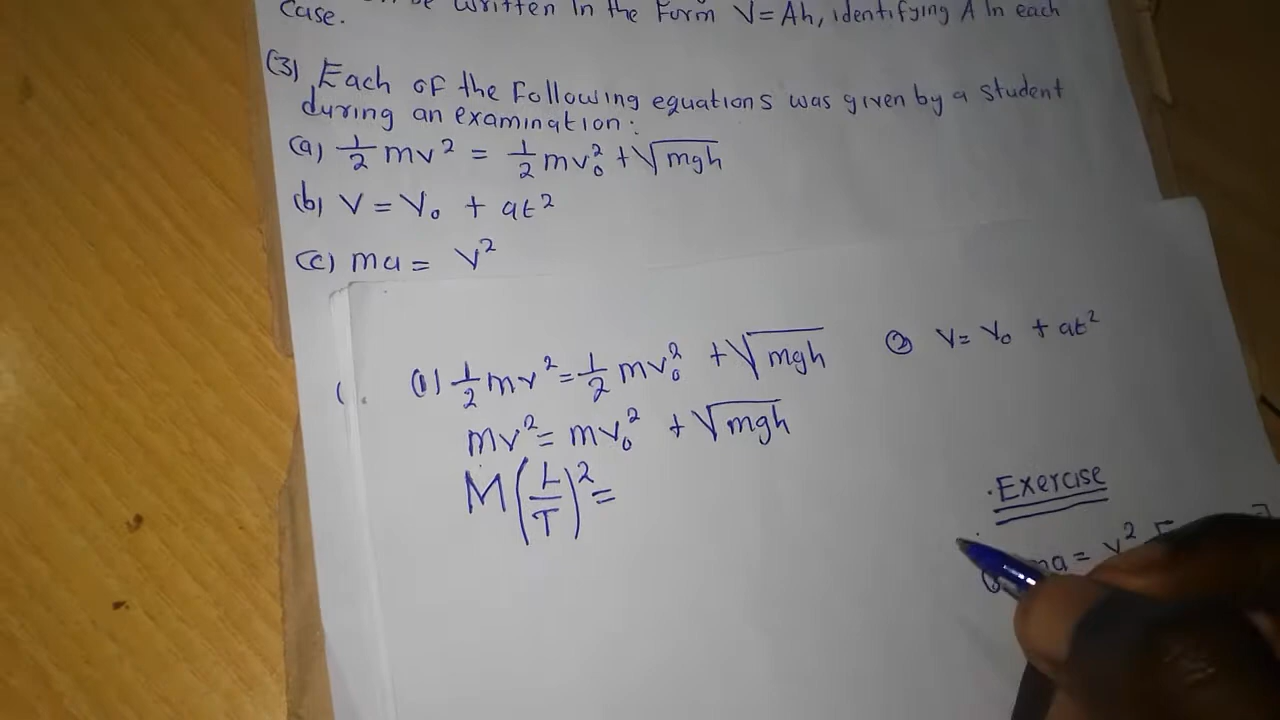 be written in the Form V=Ah, identifying A in each
case.
(3) Each of the Following equations was given by a student
during an examination:
(a) ½mv² = ½mv₀² + √mgh
(b) V = V₀ + at²
(c) ma = v²
(1) ½mv² = ½mv₀² + √mgh
② V = V₀ + at²
mv² = mv₀² + √mgh
M(L/T)² =
Exercise
ma = v²